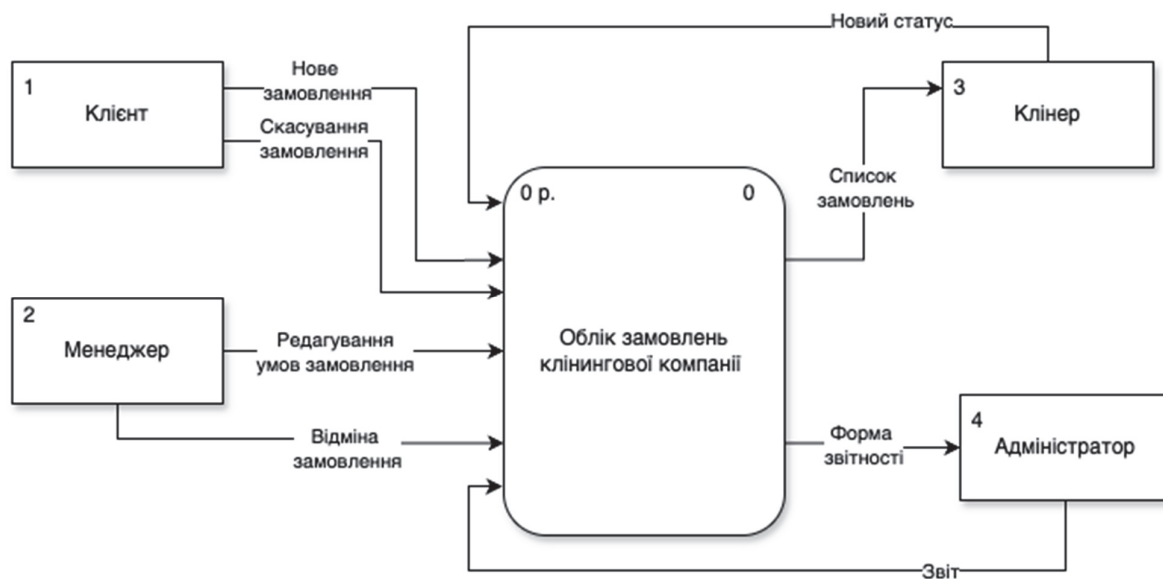 Новий статус
1
Клієнт
Нове
замовлення
Скасування
замовлення
3
Клінер
Список
замовлень
0 р.
0
Облік замовлень
клінингової компанії
2
Менеджер
Редагування
умов замовлення
Відміна
замовлення
Форма
звітності
4
Адміністратор
Звіт